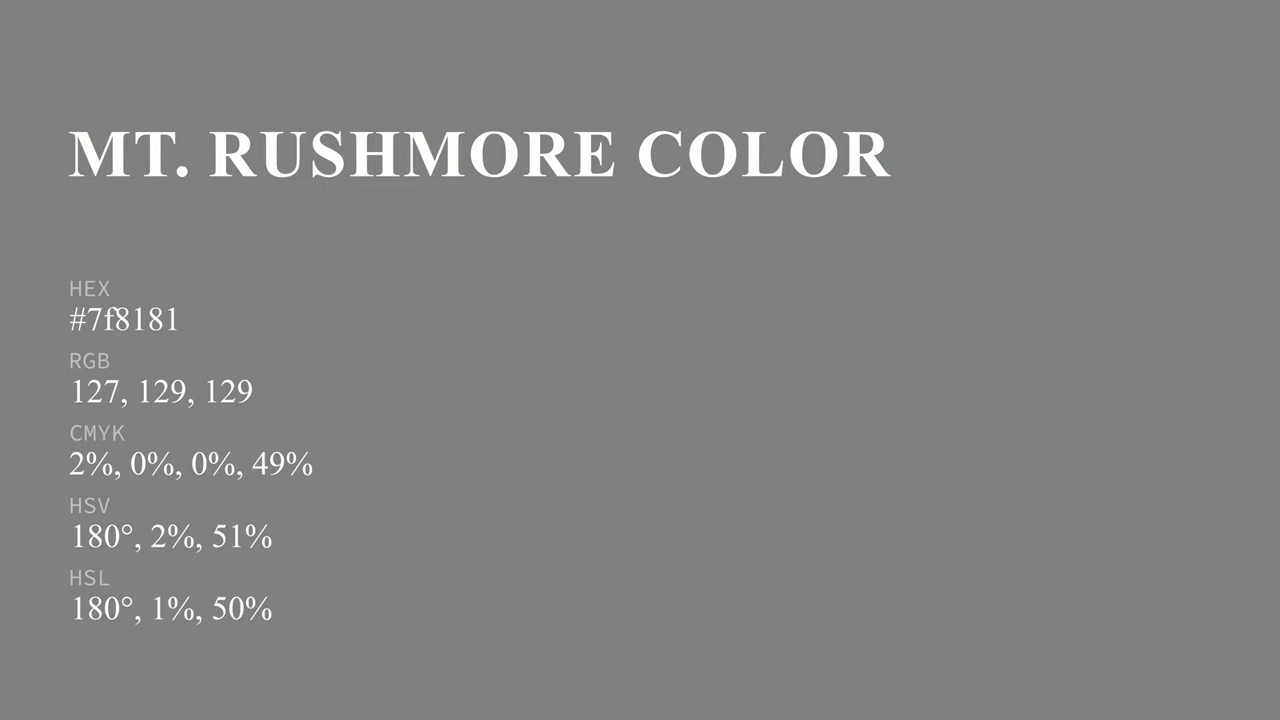 MT. RUSHMORE COLOR
HEX
#7f8181
RGB
127, 129, 129
CMYK
2%, 0%, 0%, 49%
HSV
180°, 2%, 51%
HSL
180°, 1%, 50%